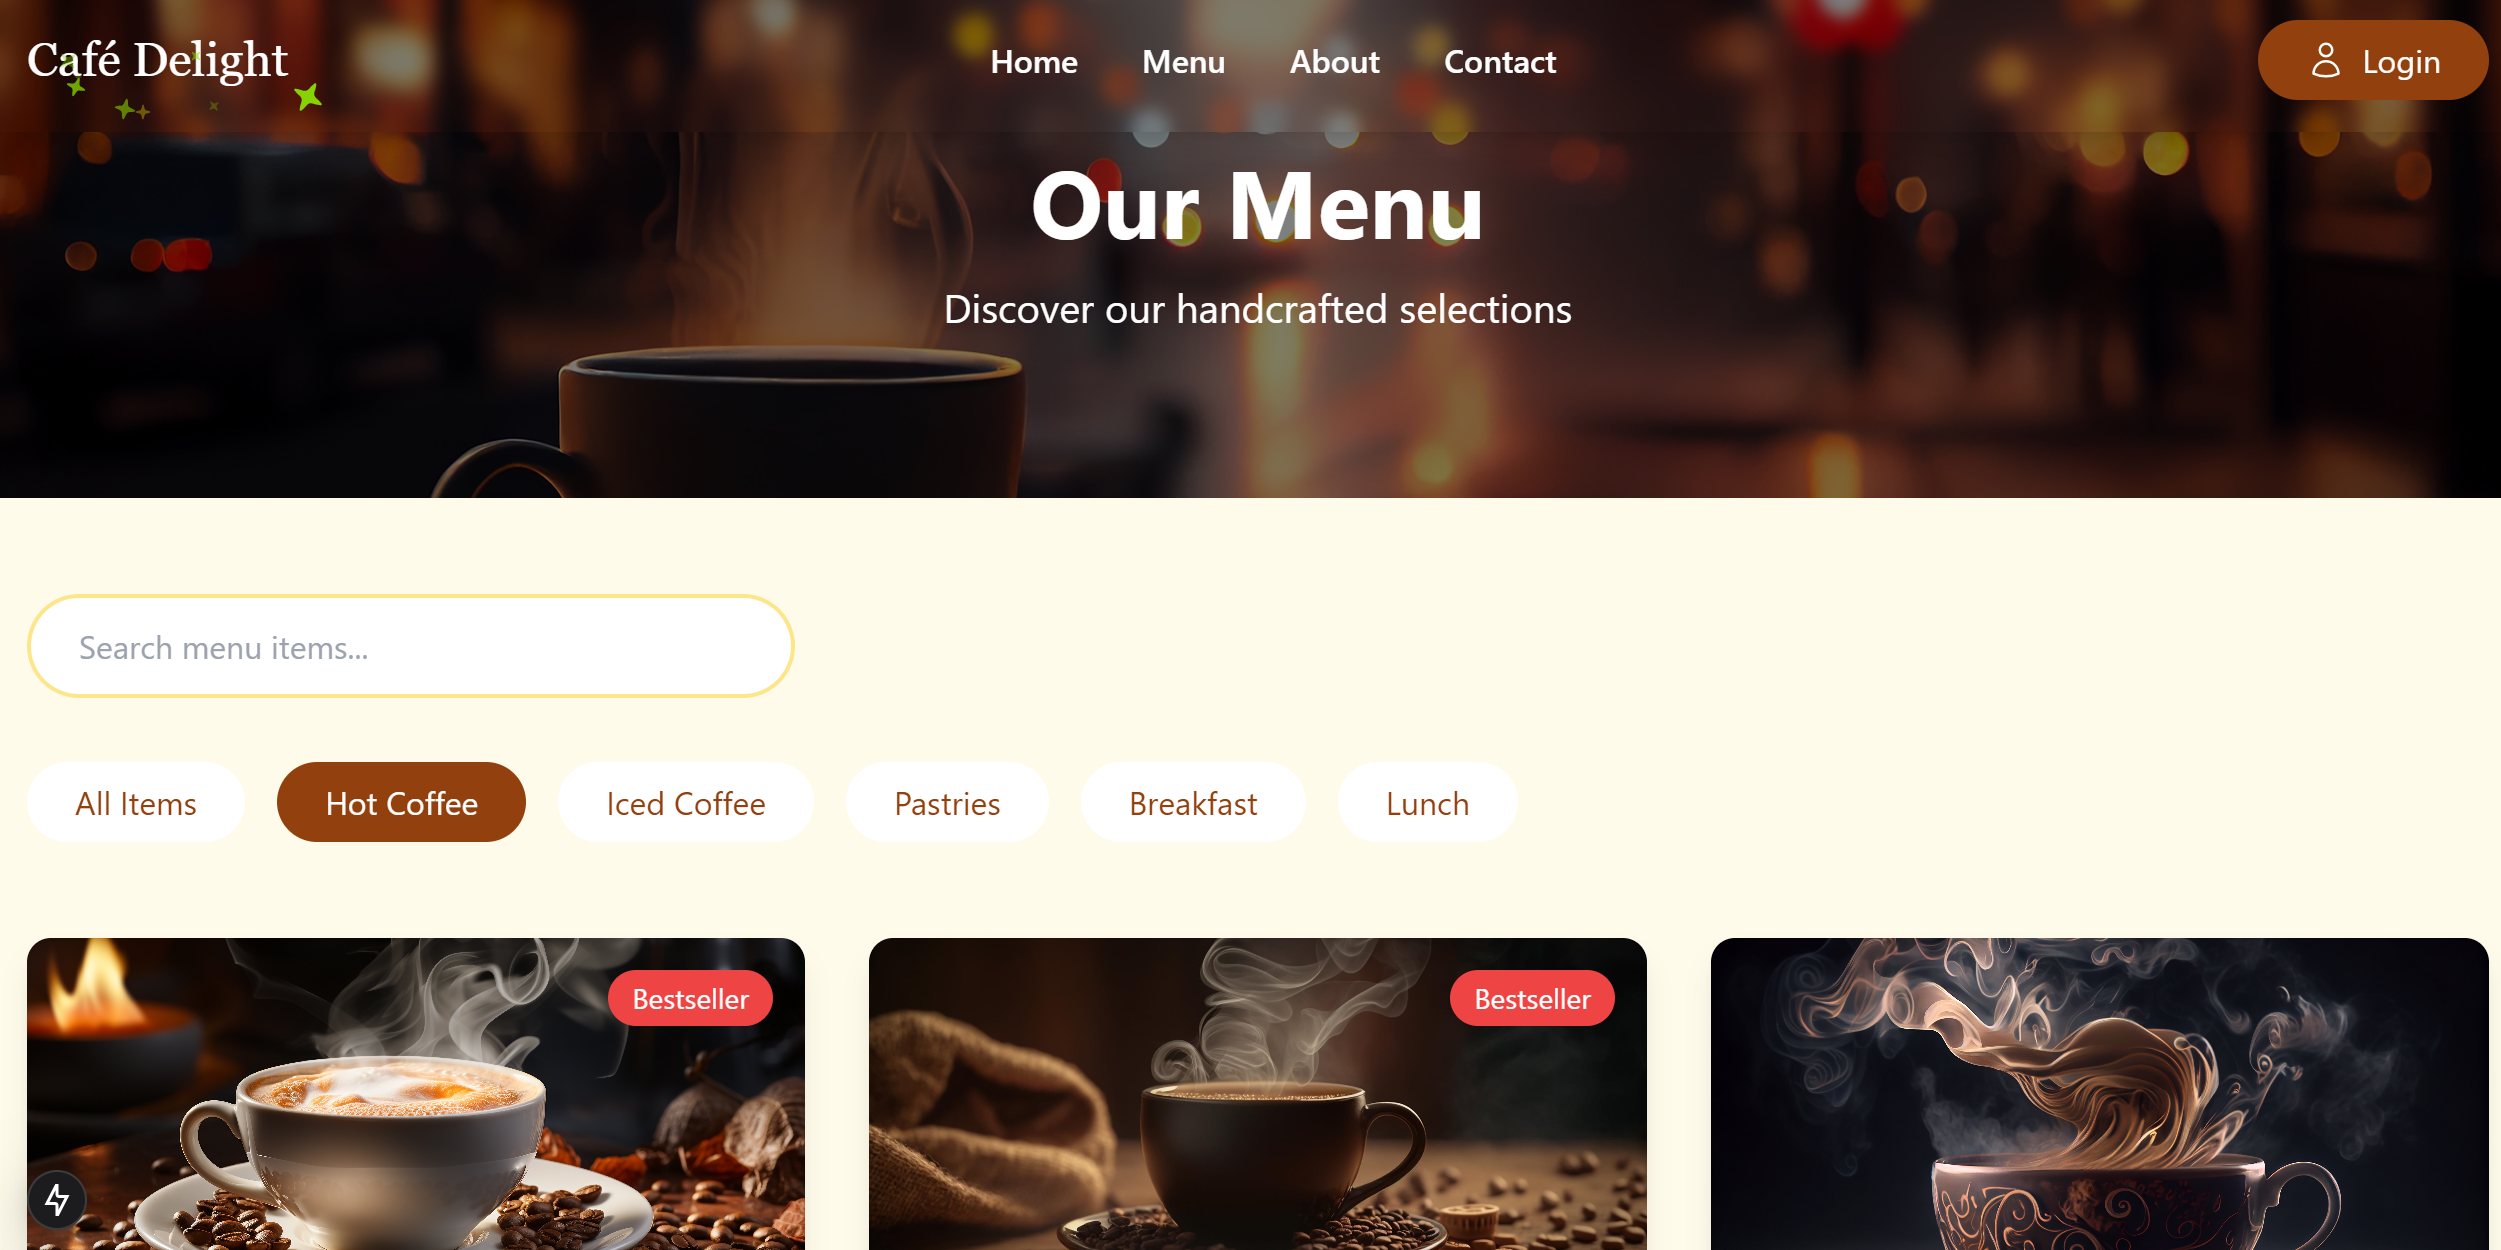 Café Delight
Home Menu About Contact
Login
Our Menu
Discover our handcrafted selections
Search menu items...
All Items Hot Coffee Iced Coffee Pastries Breakfast Lunch
Bestseller
Bestseller